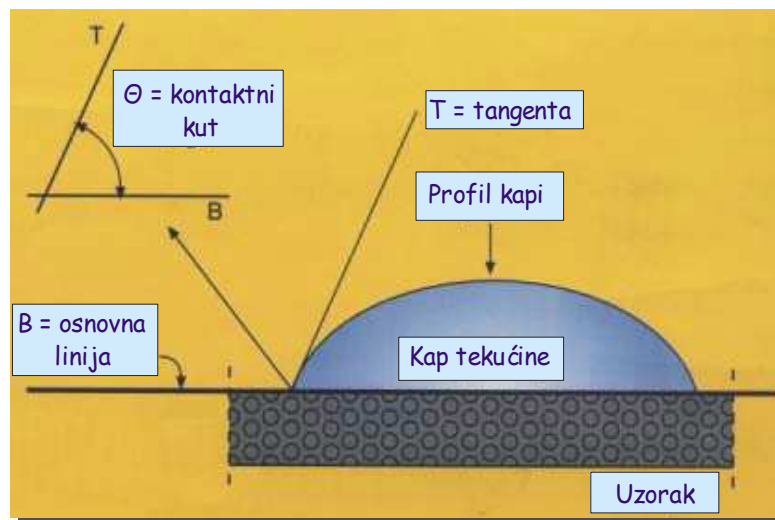 T
Θ = kontaktni
kut
B
T = tangenta
Profil kapi
B = osnovna
linija
Kap tekućine
Uzorak